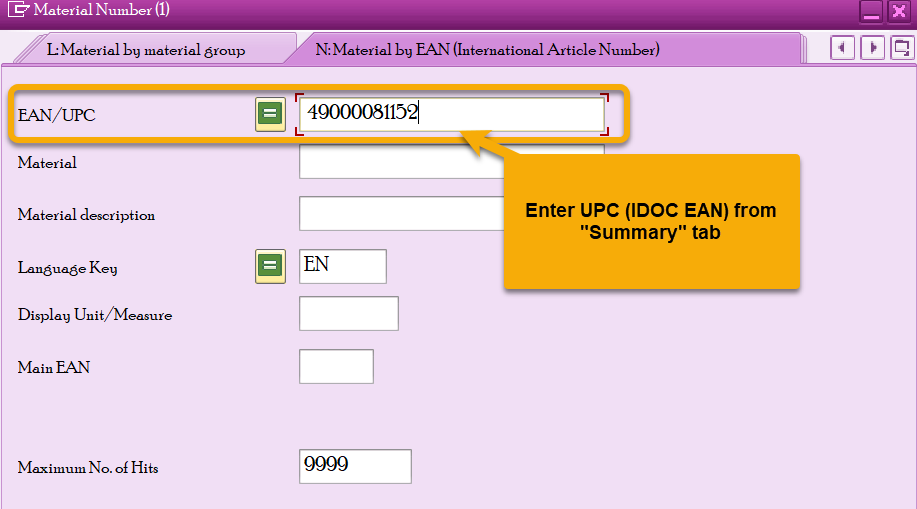 Material Number (1)
L: Material by material group
N: Material by EAN (International Article Number)
EAN/UPC
49000081152
Material
Material description
Enter UPC (IDOC EAN) from
"Summary" tab
Language Key
EN
Display Unit/Measure
Main EAN
Maximum No. of Hits
9999